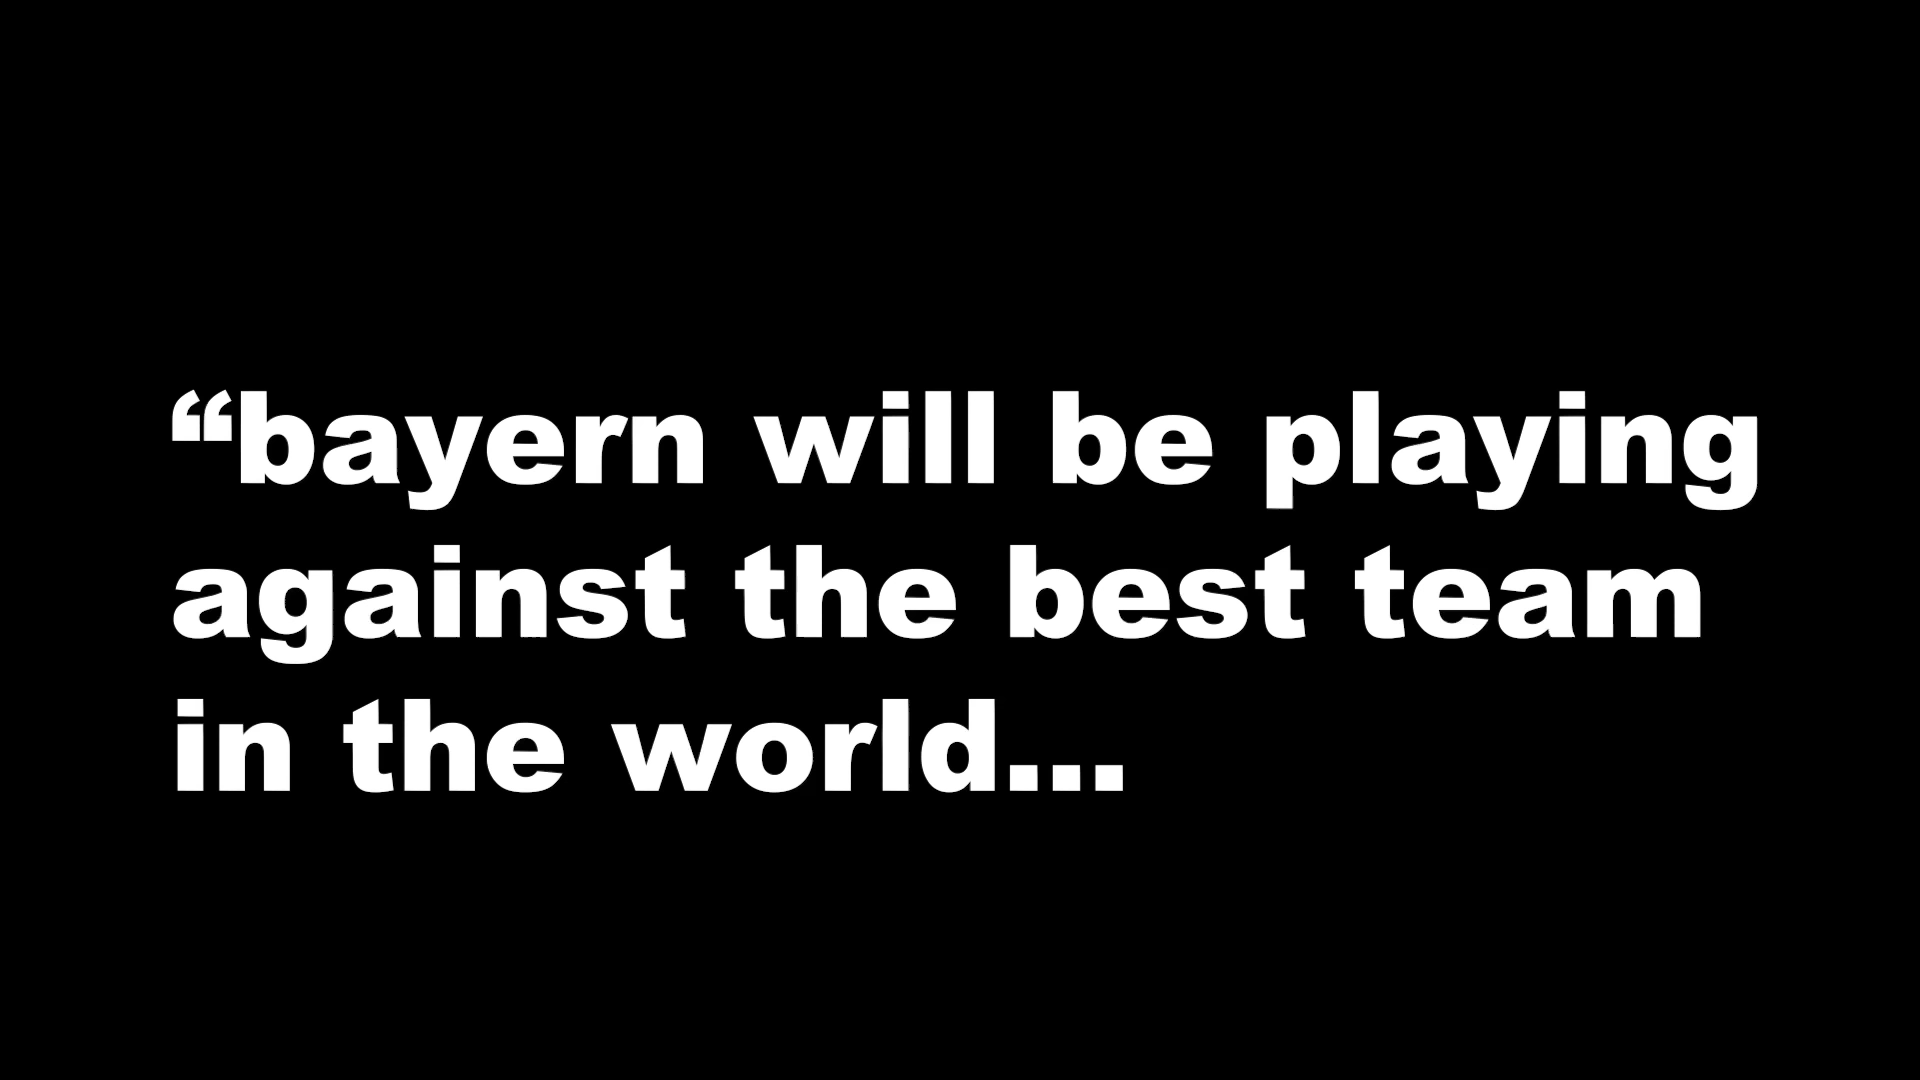 “bayern will be playing
against the best team
in the world...